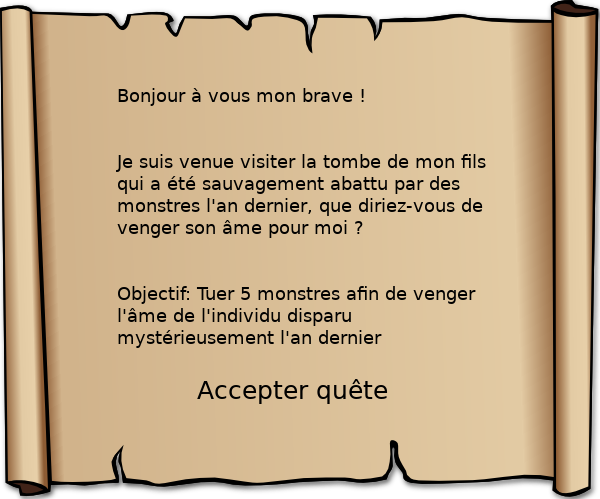 Bonjour à vous mon brave !
Je suis venue visiter la tombe de mon fils
qui a été sauvagement abattu par des
monstres l'an dernier, que diriez-vous de
venger son âme pour moi ?
Objectif: Tuer 5 monstres afin de venger
l'âme de l'individu disparu
mystérieusement l'an dernier
Accepter quête